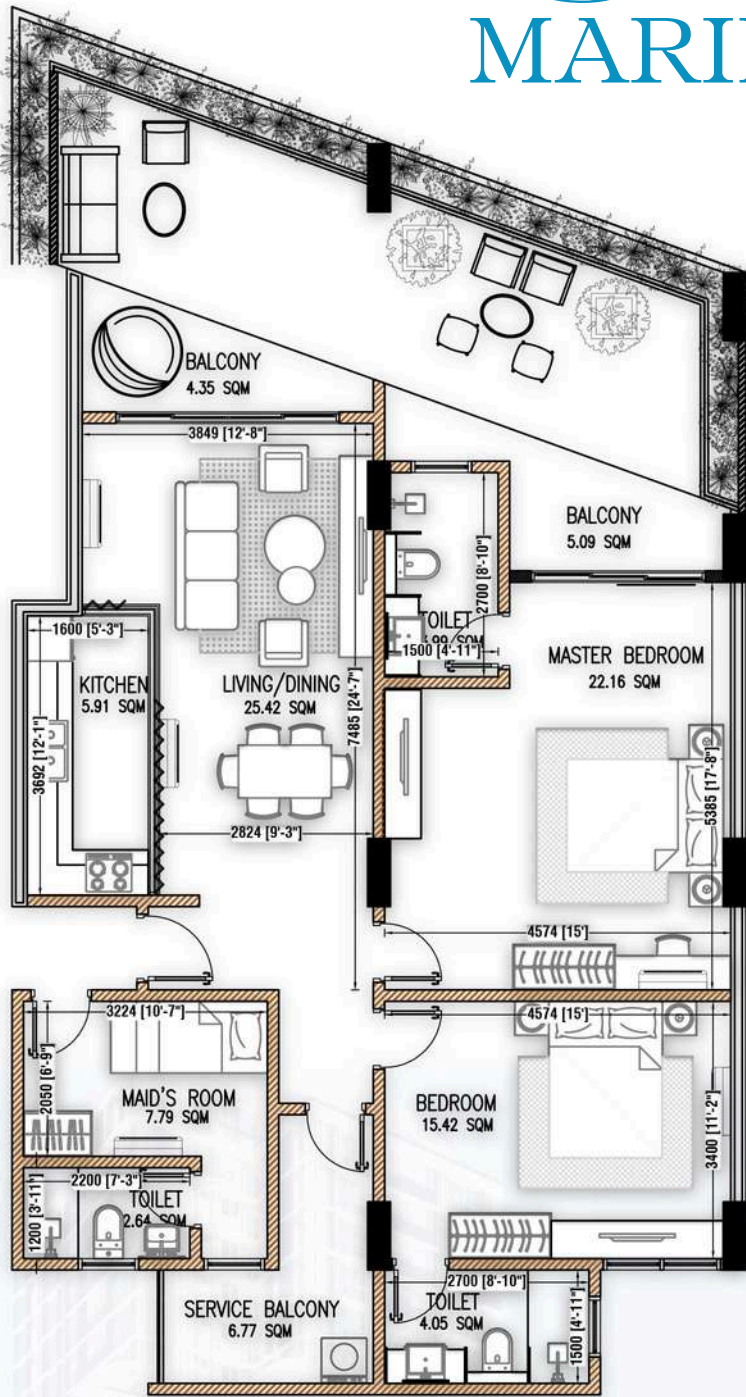 BALCONY
4.35 SQM
3849 [12'-8"]
BALCONY
5.09 SQM
2700 [8'-10"]
TOILET
1500 [4'-11"]
1600 [5'-3"]
KITCHEN
5.91 SQM
3692 [12'-1"]
LIVING/DINING
25.42 SQM
7485 [24'-7"]
2824 [9'-3"]
MASTER BEDROOM
22.16 SQM
5385 [17'-8"]
4574 [15']
3224 [10'-7"]
2050 [6'-9"]
MAID'S ROOM
7.79 SQM
4574 [15']
BEDROOM
15.42 SQM
3400 [11'-2"]
2200 [7'-3"]
TOILET
2.64 SQM
1200 [3'-11"]
SERVICE BALCONY
6.77 SQM
2700 [8'-10"]
TOILET
4.05 SQM
1500 [4'-11"]